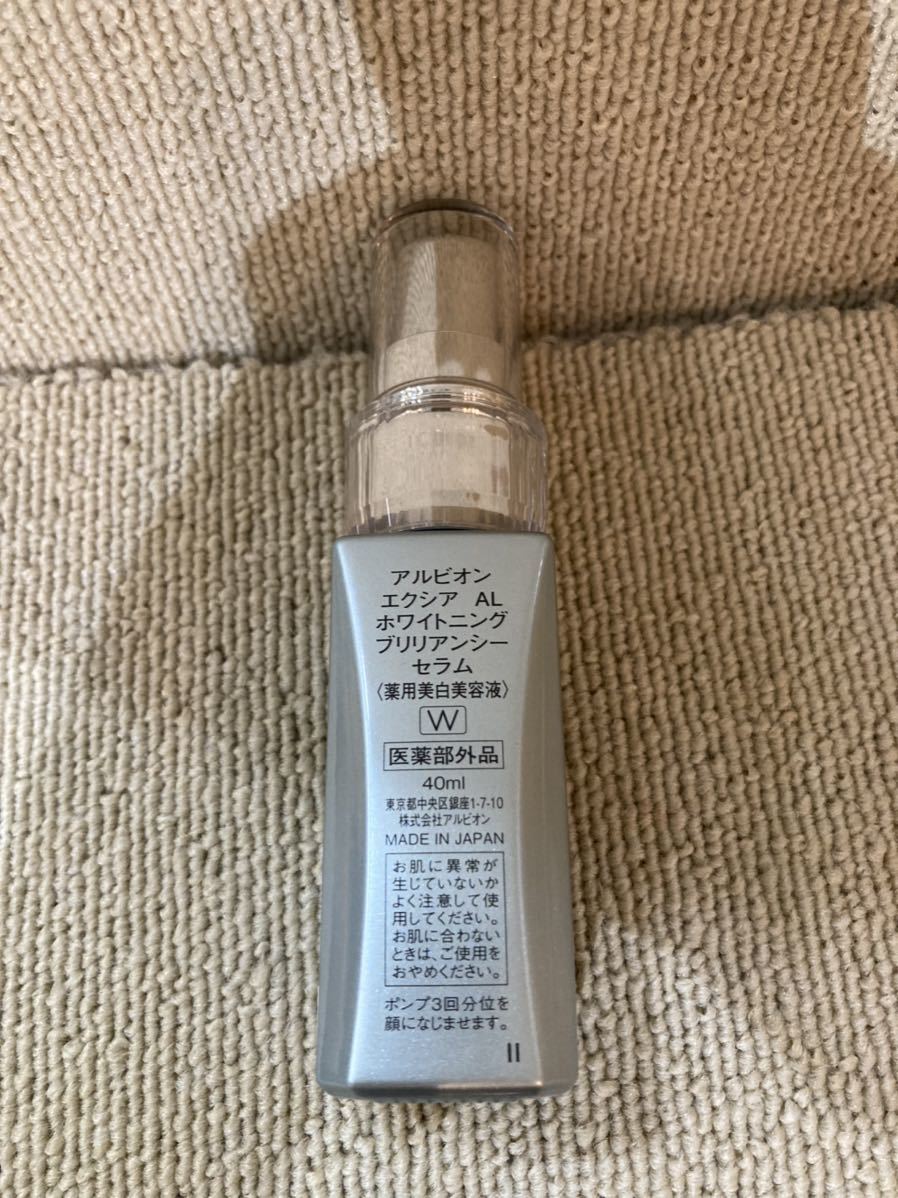 アルビオン
エクシア AL
ホワイトニング
ブリリアンシー
セラム
〈薬用美白美容液〉
W
医薬部外品
40ml
東京都中央区銀座1-7-10
株式会社アルビオン
MADE IN JAPAN
お肌に異常が
生じていないか
よく注意して使
用してください。
お肌に合わない
ときは、ご使用を
おやめください。
ポンプ3回分位を
顔になじませます。
II